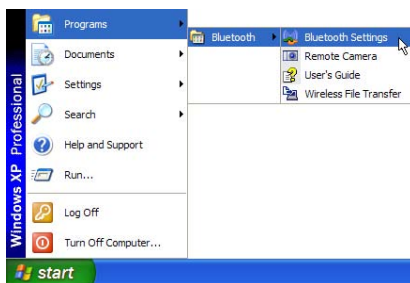 Windows XP Professional
Programs
Documents
Settings
Search
Help and Support
Run...
Log Off
Turn Off Computer...
Bluetooth
Bluetooth Settings
Remote Camera
User's Guide
Wireless File Transfer
start